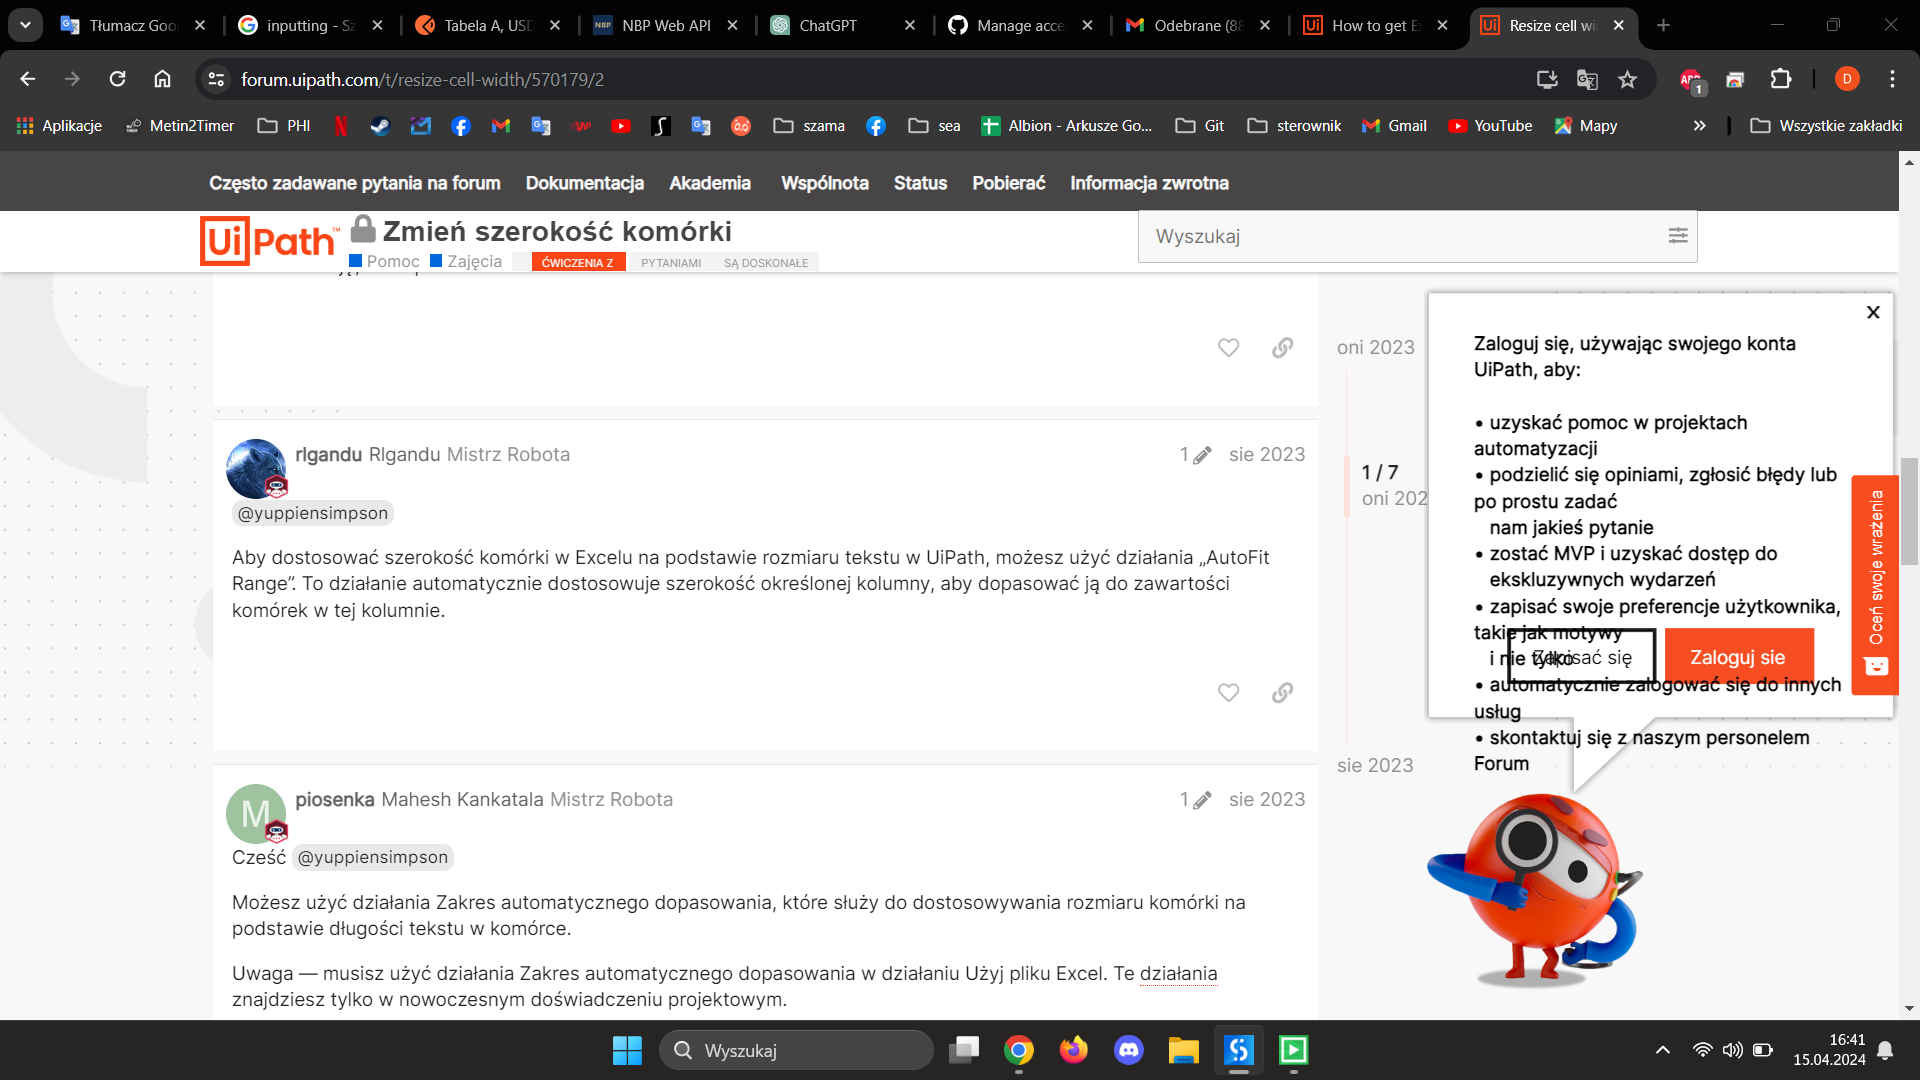 Tłumacz Goo
inputting - Sz
Tabela A, USD
NBP Web API
ChatGPT
Manage acce
Odebrane (88
How to get E
Resize cell wi
forum.uipath.com/t/resize-cell-width/570179/2
ABP
1
D
Aplikacje
Metin2Timer
PHI
szama
sea
Albion - Arkusze Go...
Git
sterownik
Gmail
YouTube
Mapy
Wszystkie zakładki
Często zadawane pytania na forum
Dokumentacja
Akademia
Wspólnota
Status
Pobierać
Informacja zwrotna
UiPath™
Zmień szerokość komórki
Pomoc
Zajęcia
ĆWICZENIA Z
PYTANIAMI
SĄ DOSKONAŁE
Wyszukaj
oni 2023
1 / 7
oni 202
sie 2023
rlgandu Rlgandu Mistrz Robota
1
sie 2023
@yuppiensimpson
Aby dostosować szerokość komórki w Excelu na podstawie rozmiaru tekstu w UiPath, możesz użyć działania „AutoFit
Range”. To działanie automatycznie dostosowuje szerokość określonej kolumny, aby dopasować ją do zawartości
komórek w tej kolumnie.
M
piosenka Mahesh Kankatala Mistrz Robota
1
sie 2023
Cześć @yuppiensimpson
Możesz użyć działania Zakres automatycznego dopasowania, które służy do dostosowywania rozmiaru komórki na
podstawie długości tekstu w komórce.
Uwaga — musisz użyć działania Zakres automatycznego dopasowania w działaniu Użyj pliku Excel. Te działania
znajdziesz tylko w nowoczesnym doświadczeniu projektowym.
x
Zaloguj się, używając swojego konta
UiPath, aby:
• uzyskać pomoc w projektach
automatyzacji
• podzielić się opiniami, zgłosić błędy lub
po prostu zadać
nam jakieś pytanie
• zostać MVP i uzyskać dostęp do
ekskluzywnych wydarzeń
• zapisać swoje preferencje użytkownika,
takie jak motywy
i nie tylko
Zapisać się
Zaloguj sie
• automatycznie zalogować się do innych
usług
• skontaktuj się z naszym personelem
Forum
Oceń swoje wrażenia
Wyszukaj
16:41
15.04.2024